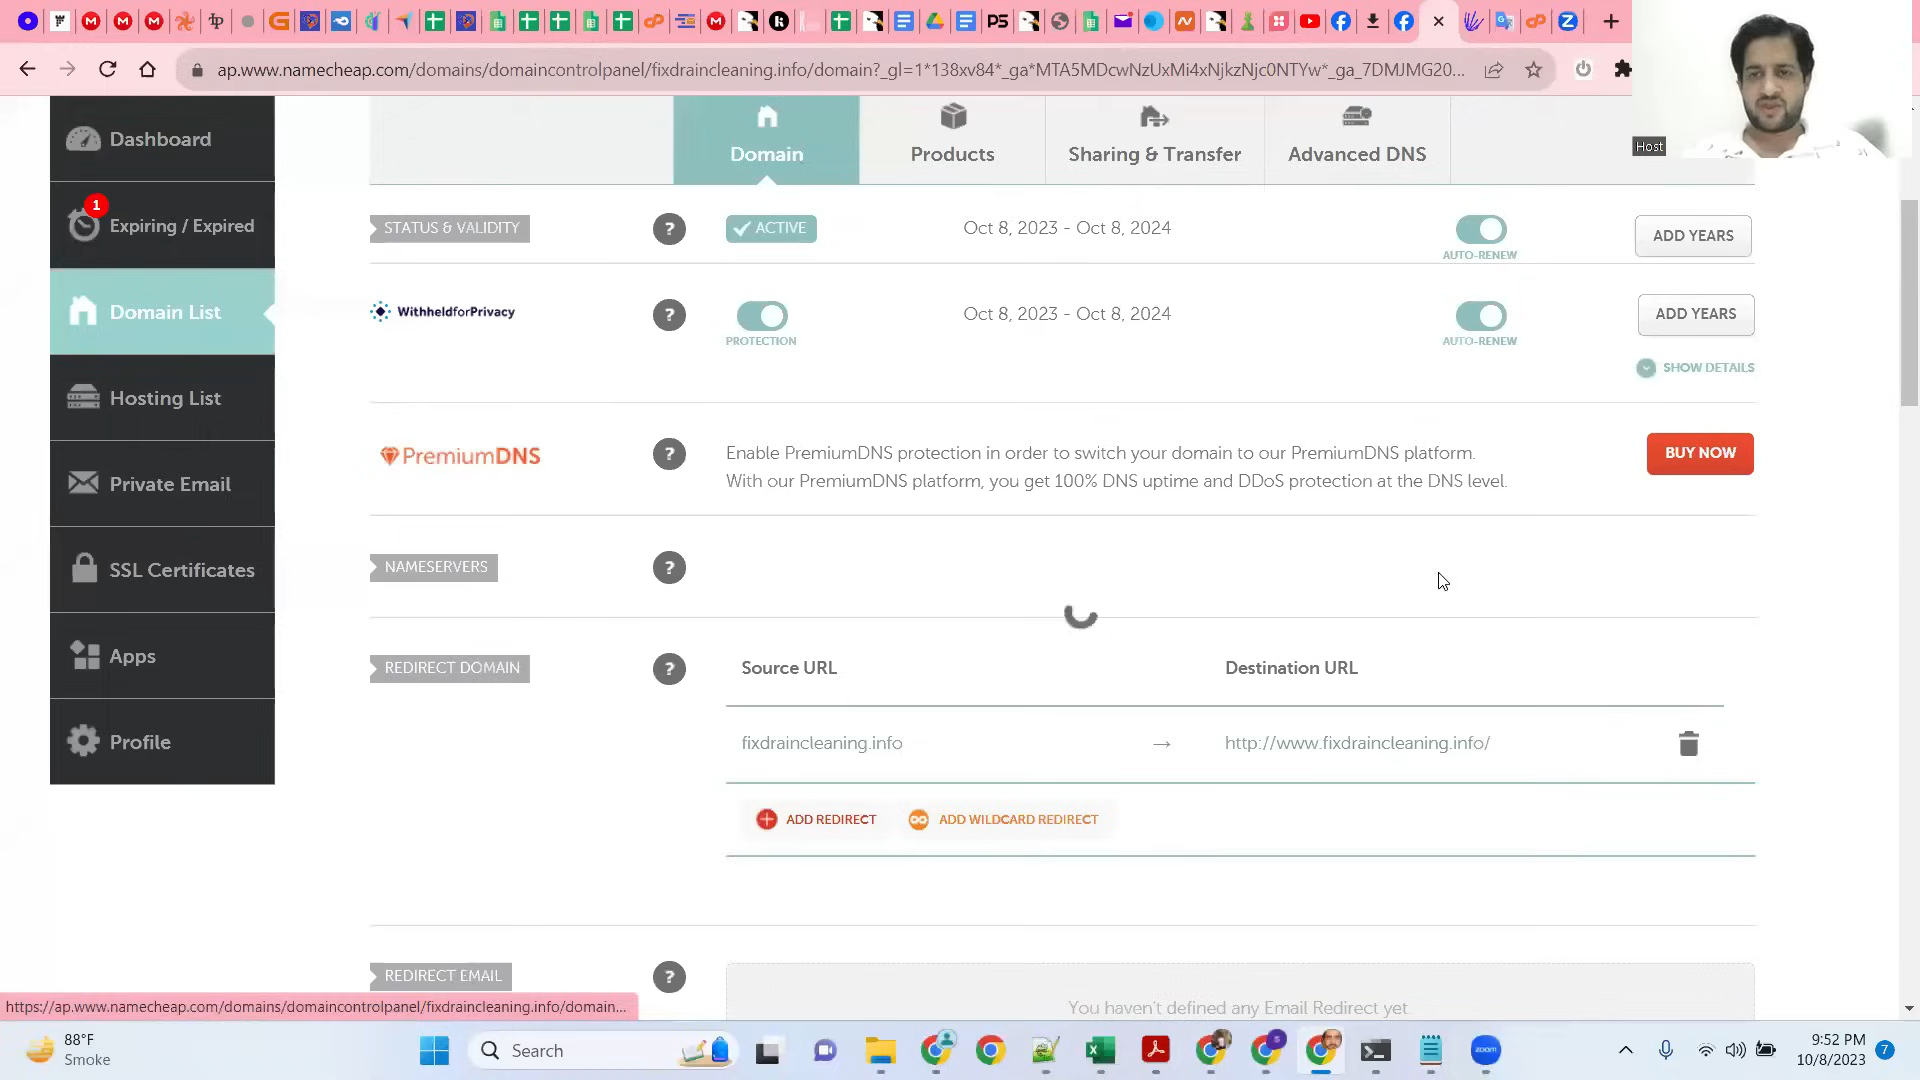 ap.www.namecheap.com/domains/domaincontrolpanel/fixdraincleaning.info/domain?_gl=1*138xv84*_ga*MTA5MDcwNzUxMi4xNjkzNjc0NTYw*_ga_7DMJMG20...
Host
Dashboard
Domain
Products
Sharing & Transfer
Advanced DNS
1
Expiring / Expired
STATUS & VALIDITY
?
ACTIVE
Oct 8, 2023 - Oct 8, 2024
AUTO-RENEW
ADD YEARS
Domain List
WithheldforPrivacy
?
PROTECTION
Oct 8, 2023 - Oct 8, 2024
AUTO-RENEW
ADD YEARS
SHOW DETAILS
Hosting List
PremiumDNS
?
Enable PremiumDNS protection in order to switch your domain to our PremiumDNS platform.
With our PremiumDNS platform, you get 100% DNS uptime and DDoS protection at the DNS level.
BUY NOW
Private Email
NAMESERVERS
?
SSL Certificates
Apps
REDIRECT DOMAIN
?
Source URL
Destination URL
Profile
fixdraincleaning.info
→
http://www.fixdraincleaning.info/
ADD REDIRECT
ADD WILDCARD REDIRECT
REDIRECT EMAIL
?
You haven't defined any Email Redirect yet.
https://ap.www.namecheap.com/domains/domaincontrolpanel/fixdraincleaning.info/domain...
88°F
Smoke
Search
zoom
9:52 PM
10/8/2023
7